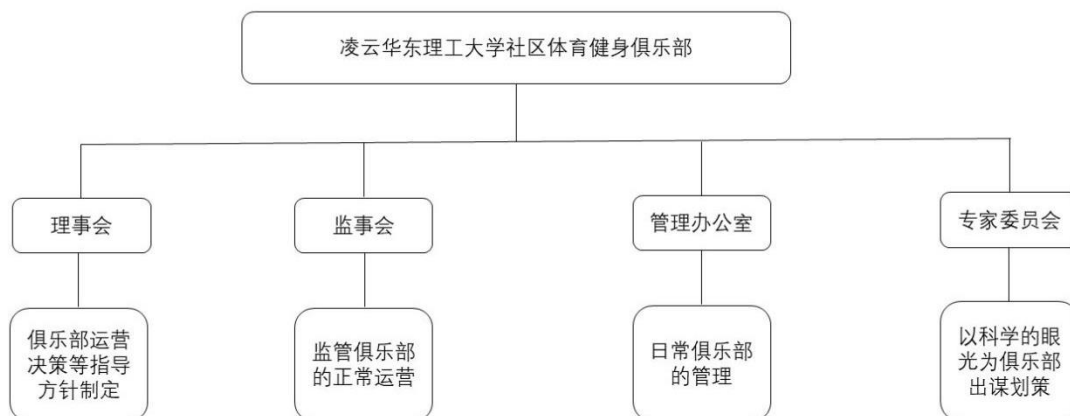 凌云华东理工大学社区体育健身俱乐部
理事会
监事会
管理办公室
专家委员会
俱乐部运营
决策等指导
方针制定
监管俱乐部
的正常运营
日常俱乐部
的管理
以科学的眼
光为俱乐部
出谋划策